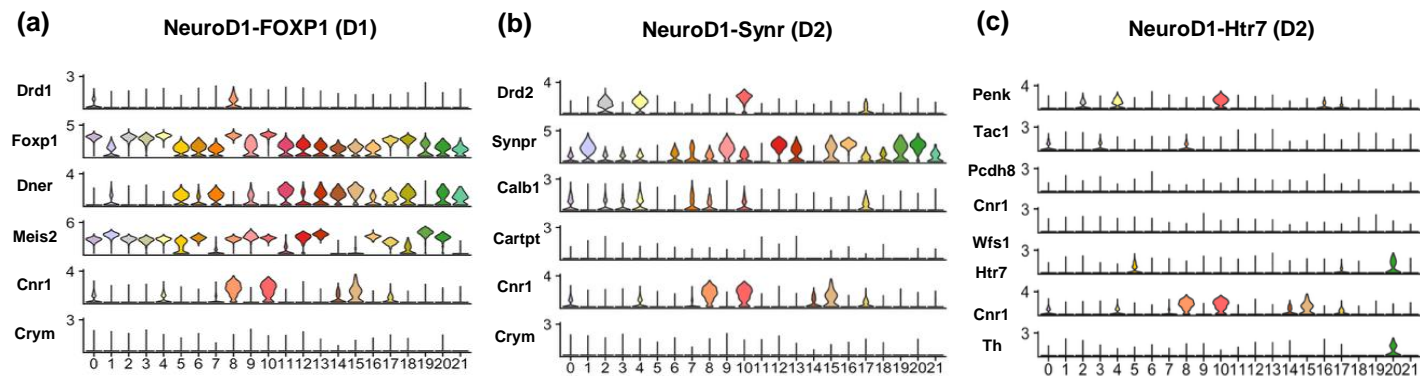 (a) NeuroD1-FOXP1 (D1)
Drd1 3
Foxp1 5
Dner 4
Meis2 6
Cnr1 4
Crym 3
0 1 2 3 4 5 6 7 8 9 10 11 12 13 14 15 16 17 18 19 20 21
(b) NeuroD1-Synr (D2)
Drd2 4
Synpr 5
Calb1 3
Cartpt 3
Cnr1 4
Crym 3
0 1 2 3 4 5 6 7 8 9 10 11 12 13 14 15 16 17 18 19 20 21
(c) NeuroD1-Htr7 (D2)
Penk 4
Tac1 3
Pcdh8 3
Cnr1 3
Wfs1
Htr7 3
Cnr1 4
Th 3
0 1 2 3 4 5 6 7 8 9 10 11 12 13 14 15 16 17 18 19 20 21